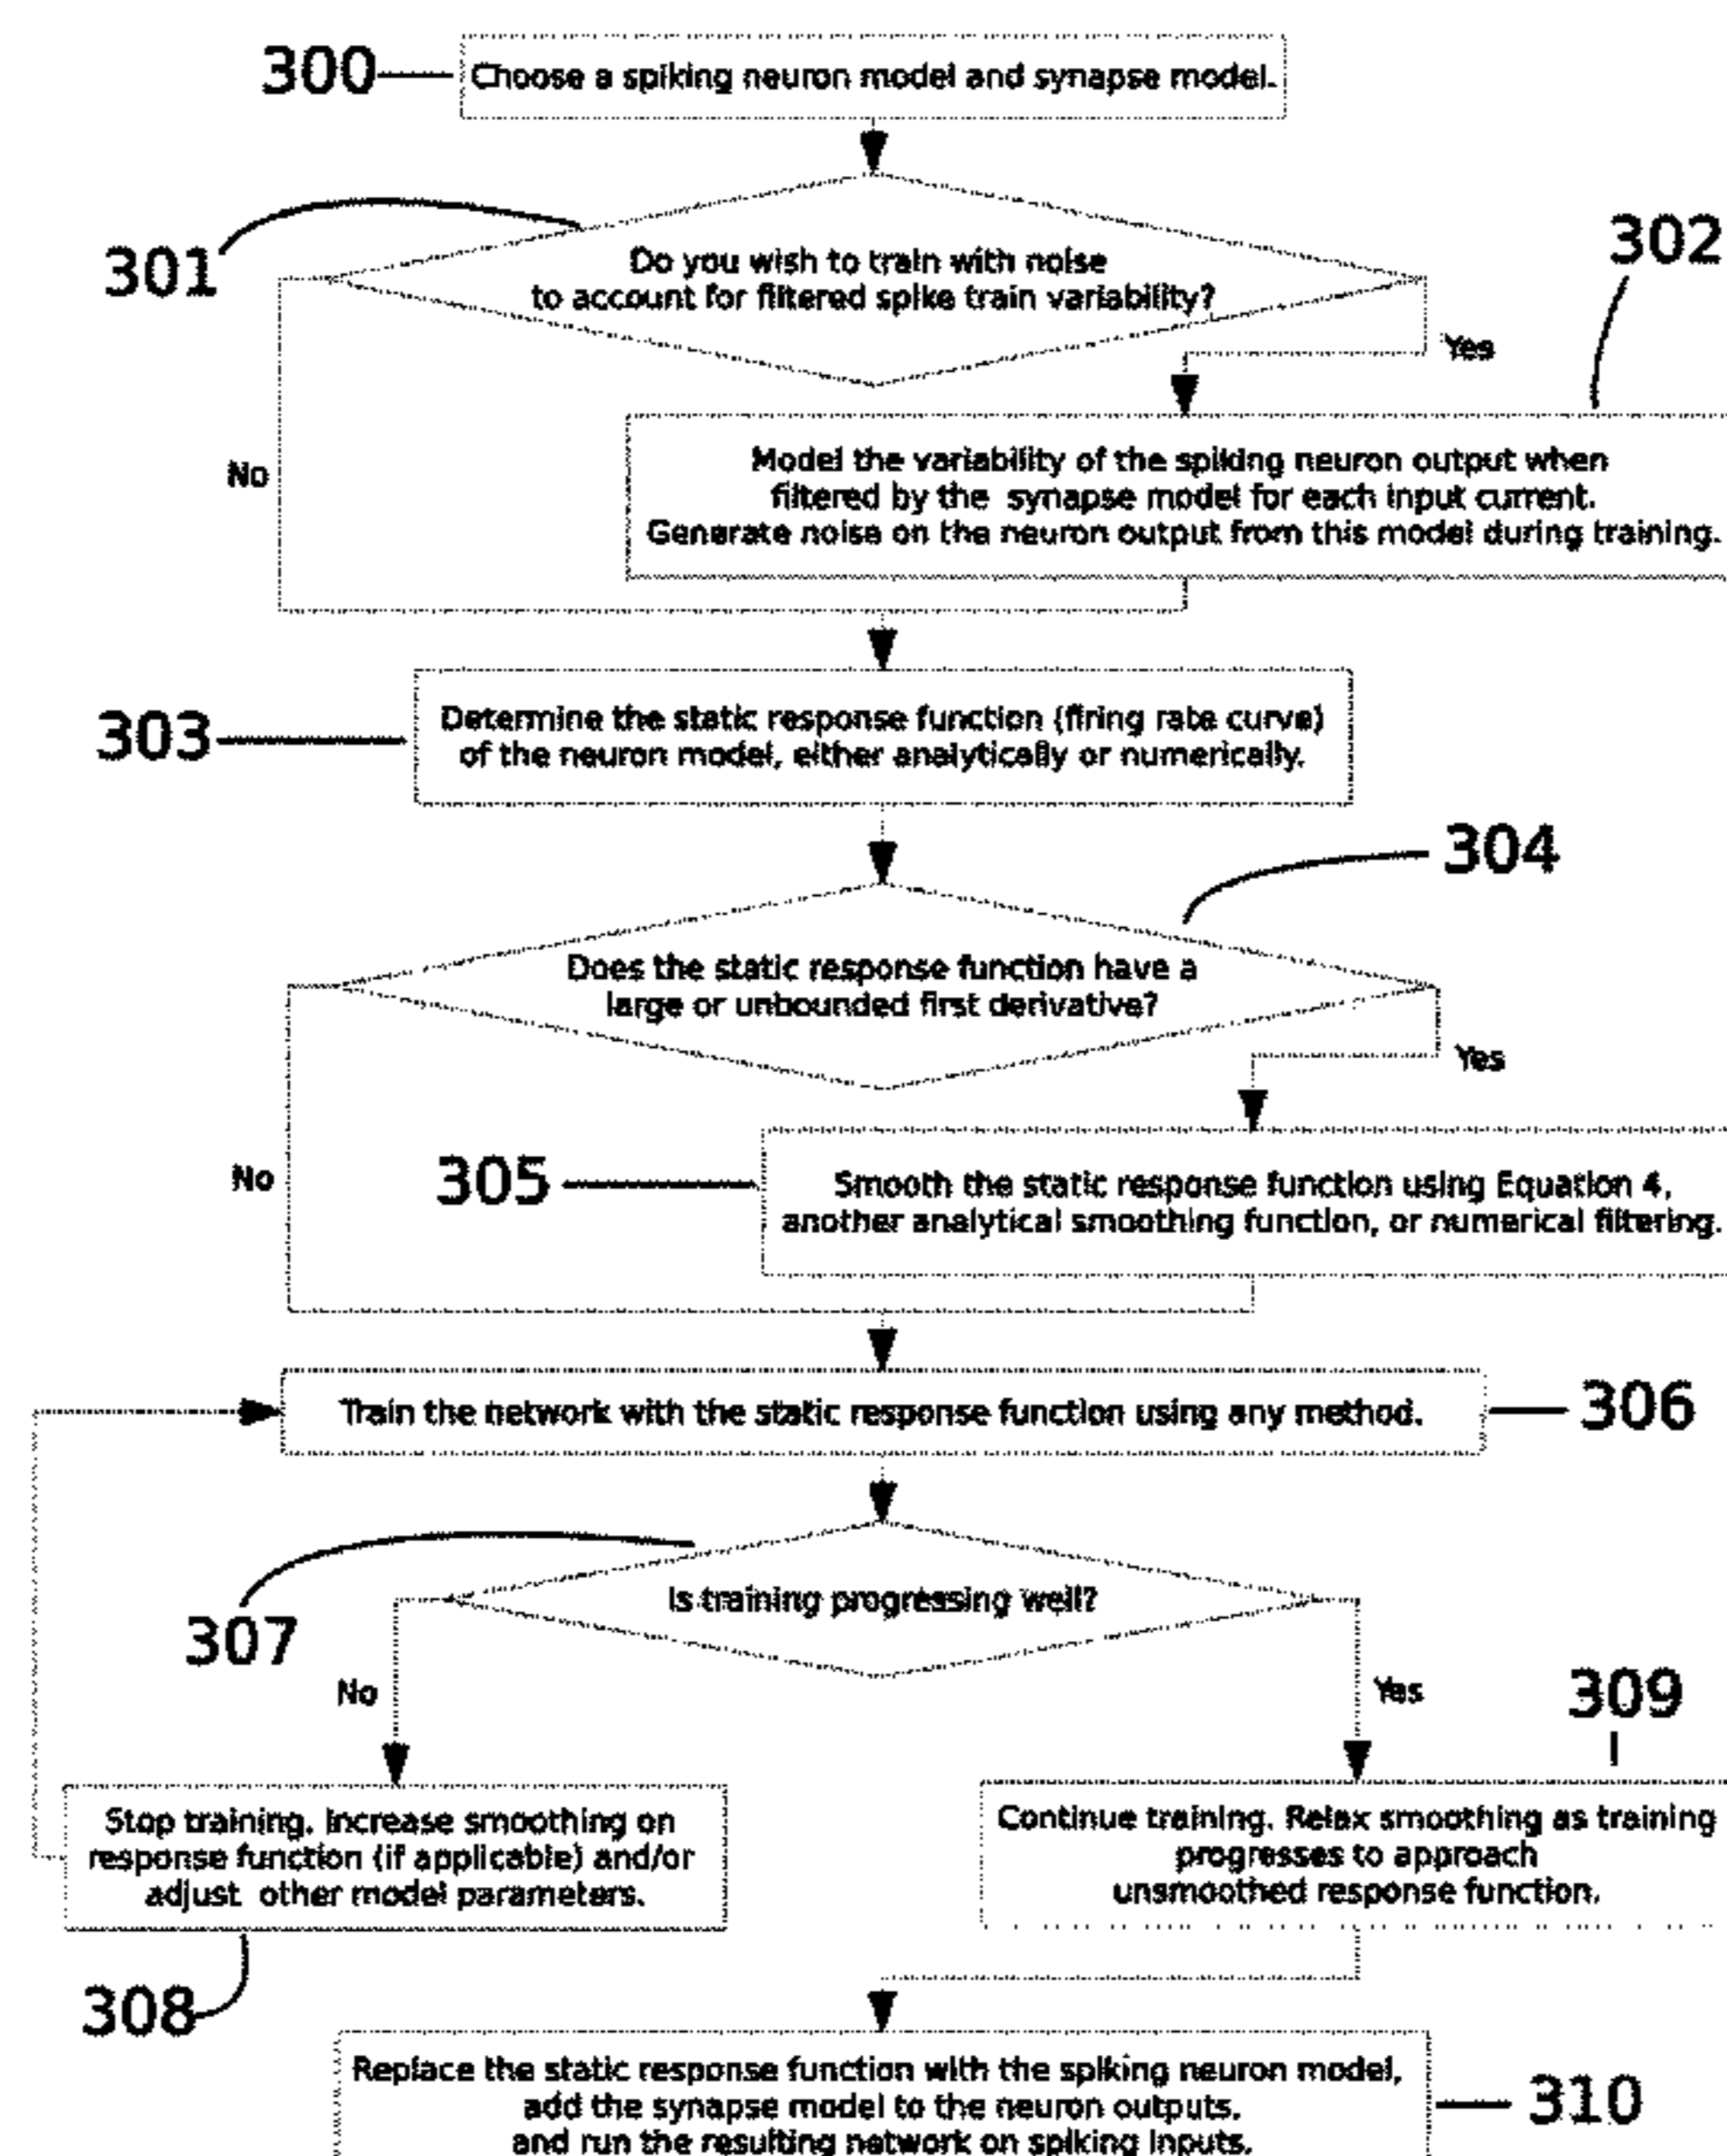 300
Choose a spiking neuron model and synapse model.
301
Do you wish to train with noise
to account for filtered spike train variability?
302
Yes
No
Model the variability of the spiking neuron output when
filtered by the synapse model for each input current.
Generate noise on the neuron output from this model during training.
303
Determine the static response function (firing rate curve)
of the neuron model, either analytically or numerically.
304
Does the static response function have a
large or unbounded first derivative?
Yes
No
305
Smooth the static response function using Equation 4,
another analytical smoothing function, or numerical filtering.
Train the network with the static response function using any method.
306
307
Is training progressing well?
No
Yes
309
Stop training. Increase smoothing on
response function (if applicable) and/or
adjust other model parameters.
Continue training. Relax smoothing as training
progresses to approach
unsmoothed response function.
308
Replace the static response function with the spiking neuron model,
add the synapse model to the neuron outputs,
and run the resulting network on spiking inputs.
310